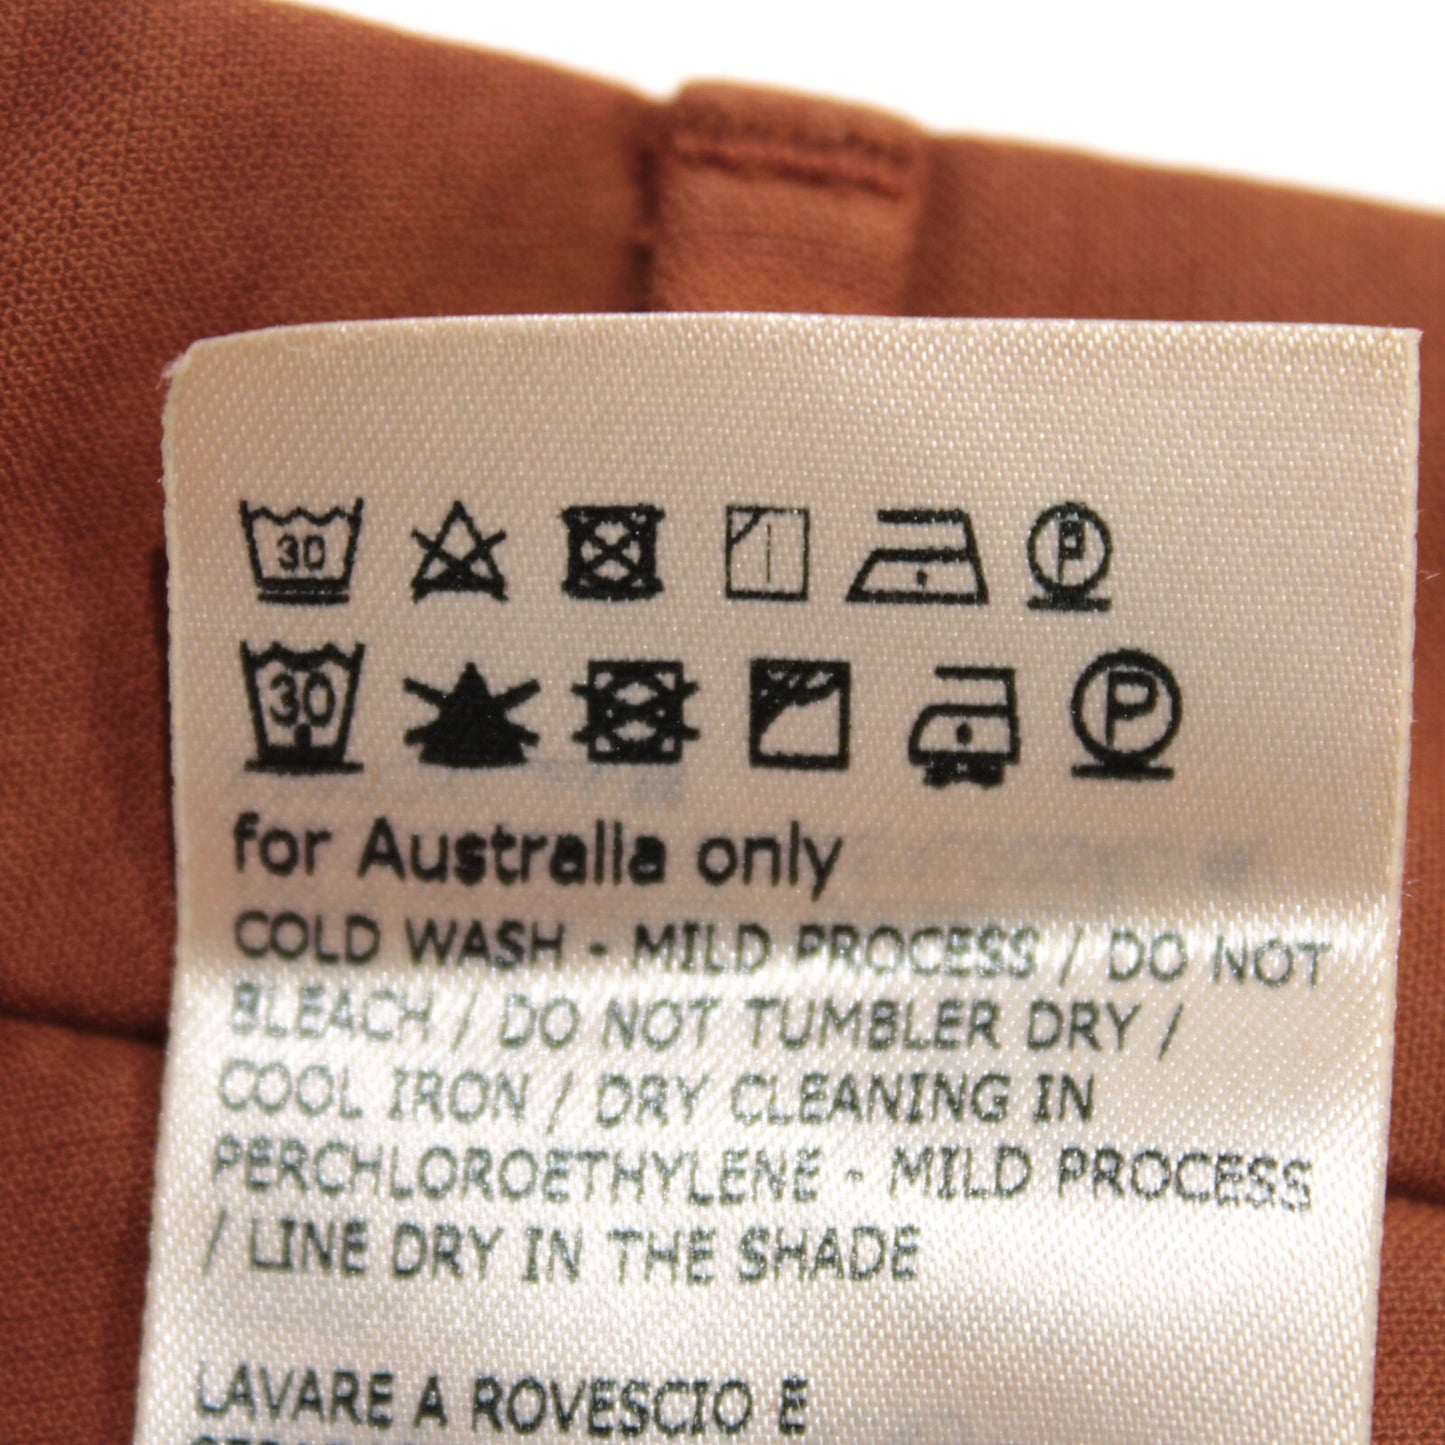 30 P
30 P
for Australia only
COLD WASH - MILD PROCESS / DO NOT
BLEACH / DO NOT TUMBLER DRY /
COOL IRON / DRY CLEANING IN
PERCHLOROETHYLENE - MILD PROCESS
/ LINE DRY IN THE SHADE
LAVARE A ROVESCIO E